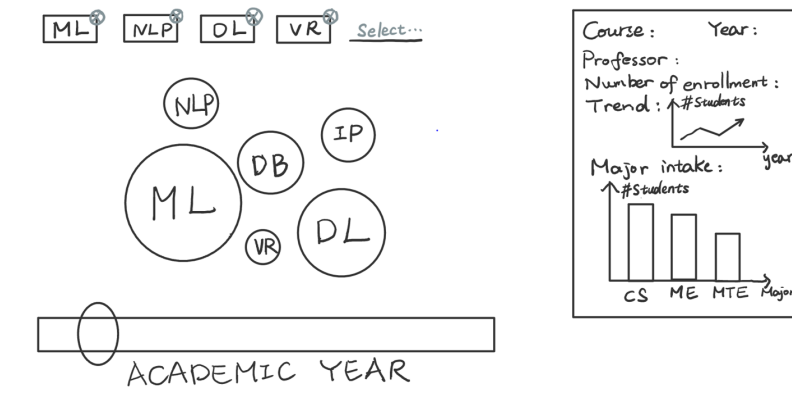 ML NLP DL VR Select...
NLP
IP
DB
ML
DL
VR
ACADEMIC YEAR
Course : Year :
Professor :
Number of enrollment :
Trend : #Students
year
Major intake :
#Students
CS ME MTE Major